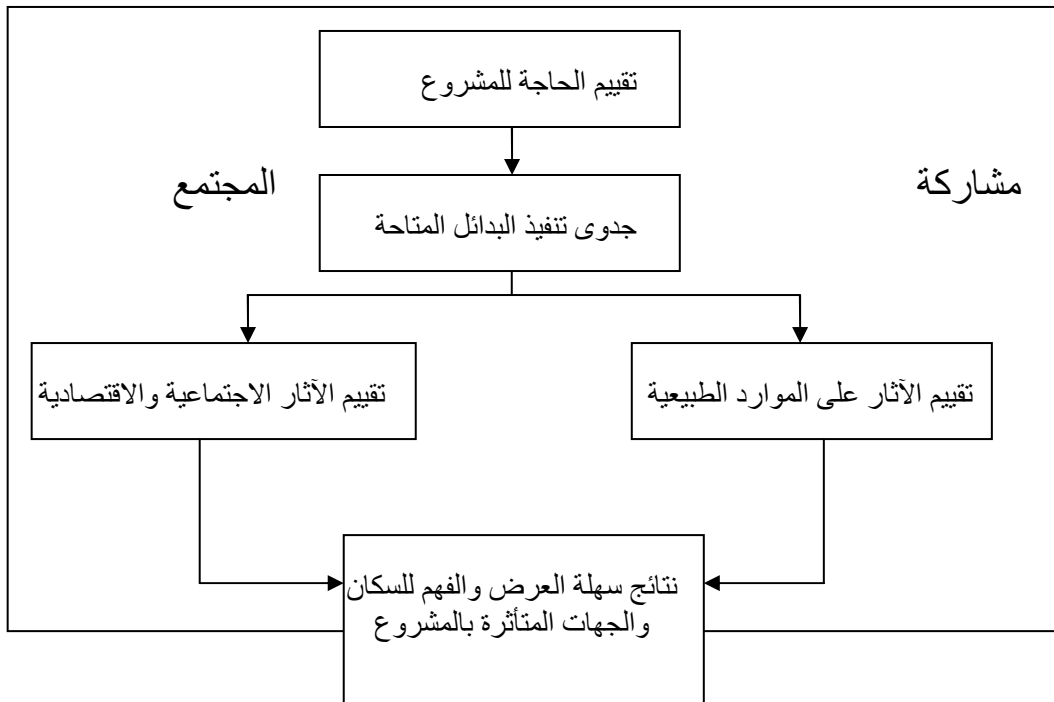 تقييم الحاجة للمشروع
مشاركة
المجتمع
جدوى تنفيذ البدائل المتاحة
تقييم الآثار على الموارد الطبيعية
تقييم الآثار الاجتماعية والاقتصادية
نتائج سهلة العرض والفهم للسكان
والجهات المتأثرة بالمشروع